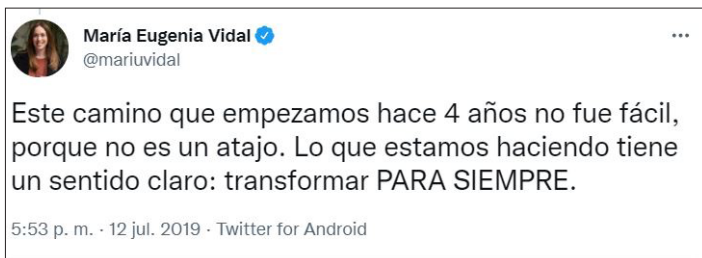 María Eugenia Vidal
@mariuvidal
Este camino que empezamos hace 4 años no fue fácil,
porque no es un atajo. Lo que estamos haciendo tiene
un sentido claro: transformar PARA SIEMPRE.
5:53 p. m. · 12 jul. 2019 · Twitter for Android